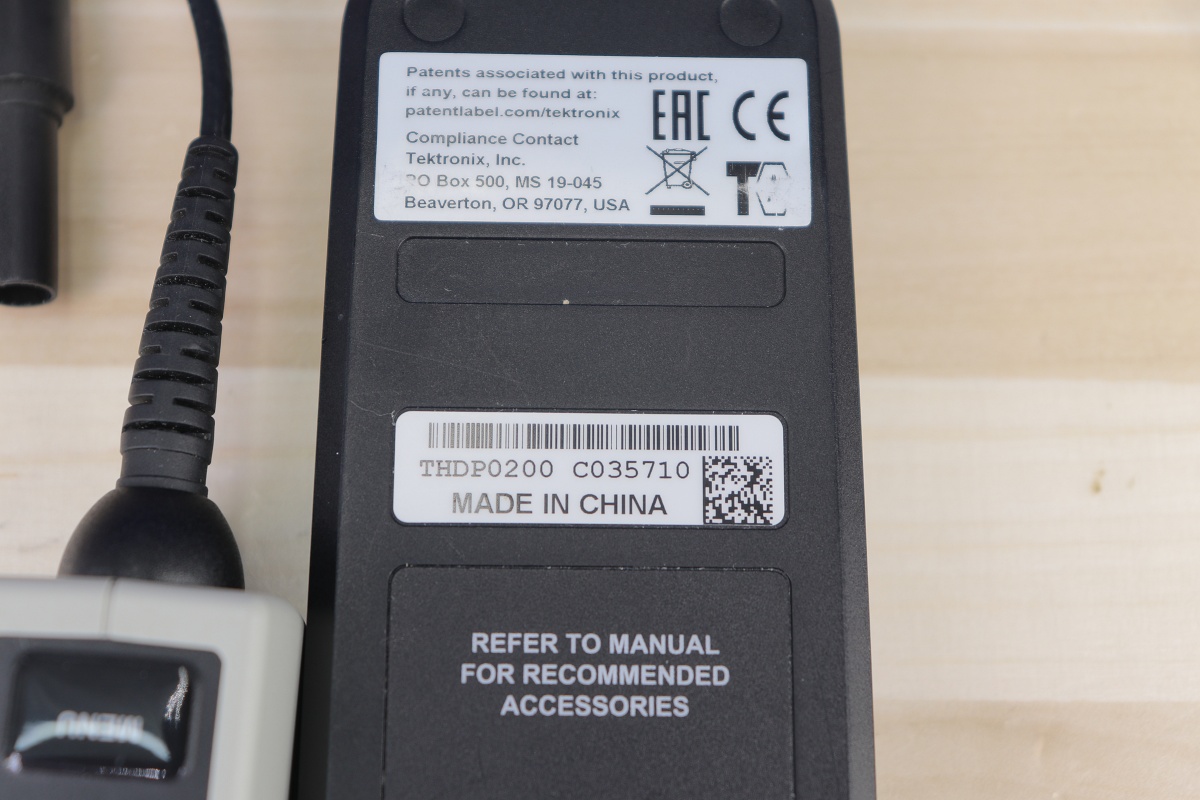 Patents associated with this product,
if any, can be found at:
patentlabel.com/tektronix
Compliance Contact
Tektronix, Inc.
PO Box 500, MS 19-045
Beaverton, OR 97077, USA
EAC CE
THDP0200 C035710
MADE IN CHINA
REFER TO MANUAL
FOR RECOMMENDED
ACCESSORIES
MENU